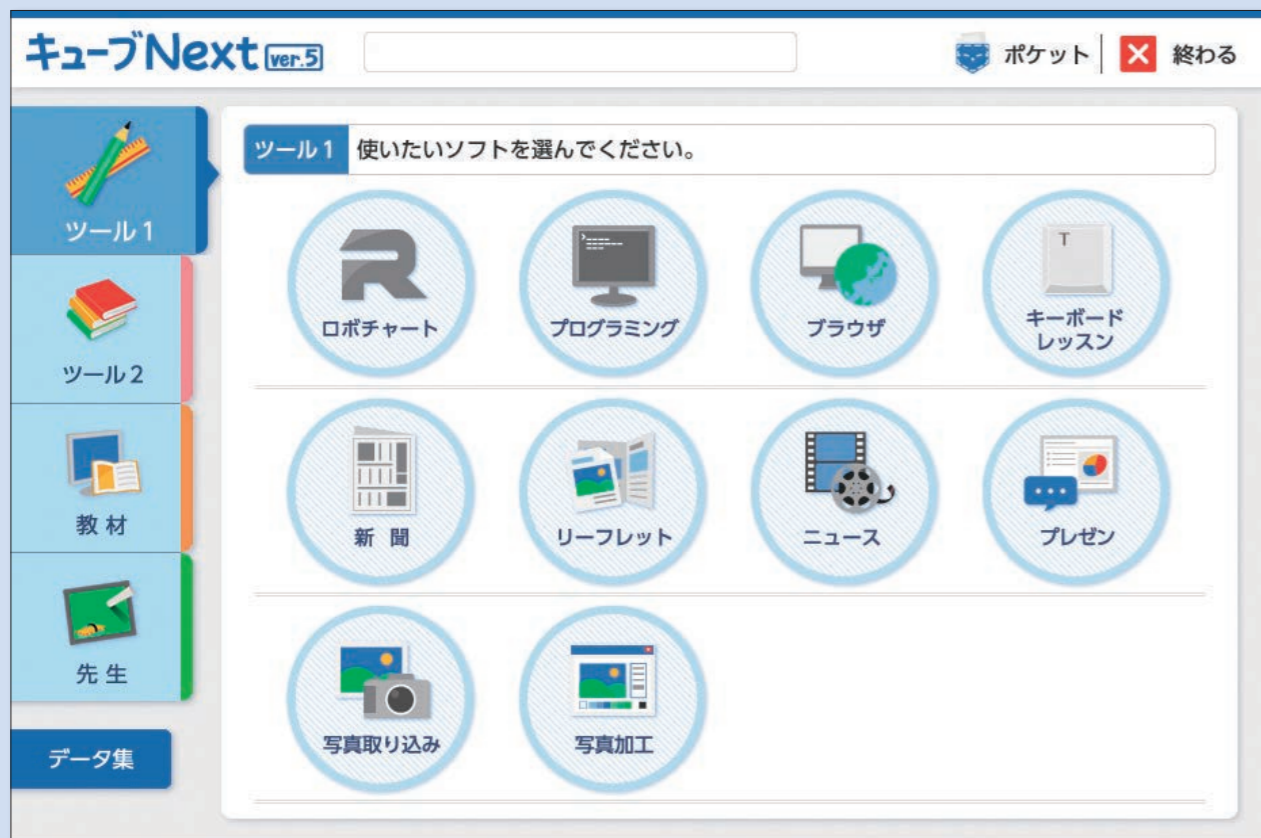 キューブNext ver.5
ポケット
終わる
ツール1
ツール2
教材
先生
データ集
ツール1 使いたいソフトを選んでください。
ロボチャート
プログラミング
ブラウザ
T
キーボード
レッスン
新聞
リーフレット
ニュース
プレゼン
写真取り込み
写真加工